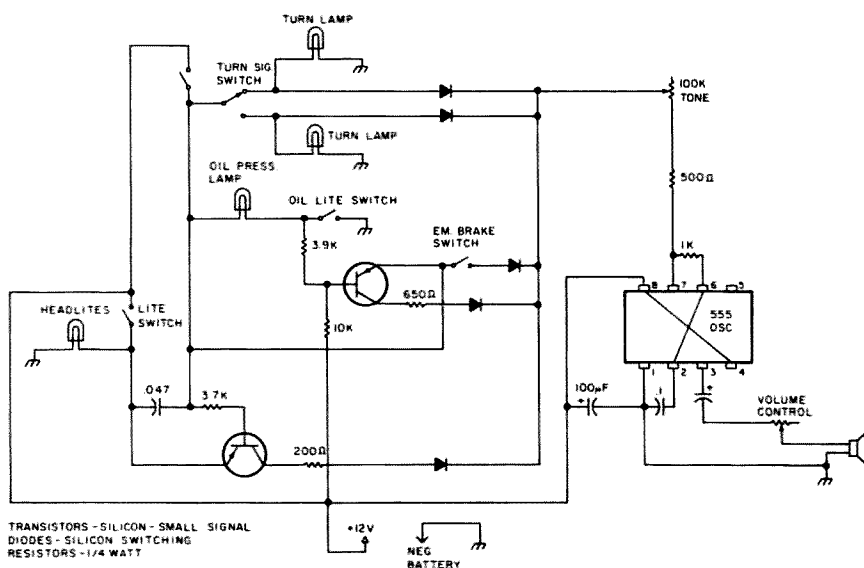 TURN LAMP
TURN SIG.
SWITCH
100K
TONE
TURN LAMP
OIL PRESS.
LAMP
OIL LITE SWITCH
500Ω
3.9K
EM. BRAKE
SWITCH
1K
650Ω
8
7
6
5
HEADLITES
LITE
SWITCH
10K
555
OSC
1
2
3
4
.047
3.7K
100µF
+
.1
+
VOLUME
CONTROL
200Ω
TRANSISTORS-SILICON-SMALL SIGNAL
DIODES-SILICON SWITCHING
RESISTORS-1/4 WATT
+12V
NEG
BATTERY